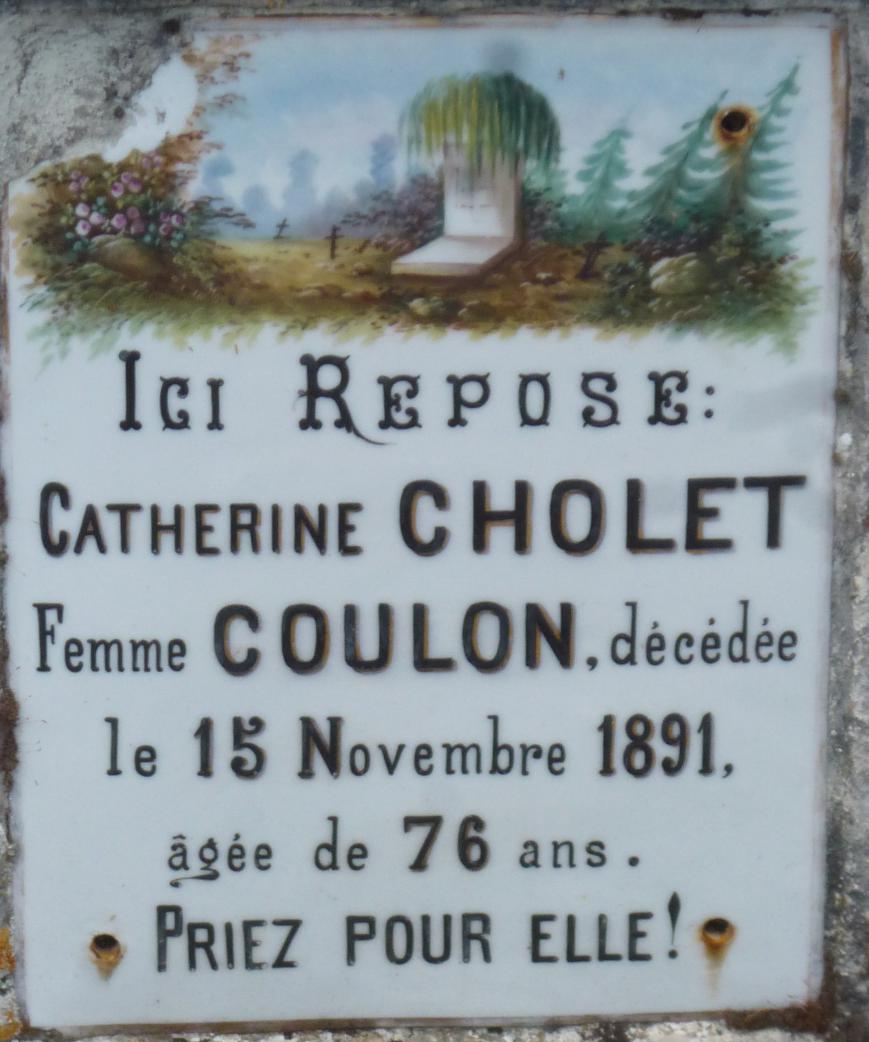 Ici Repose:
Catherine CHOLET
Femme COULON, décédée
le 15 Novembre 1891,
âgée de 76 ans.
PRIEZ POUR ELLE!